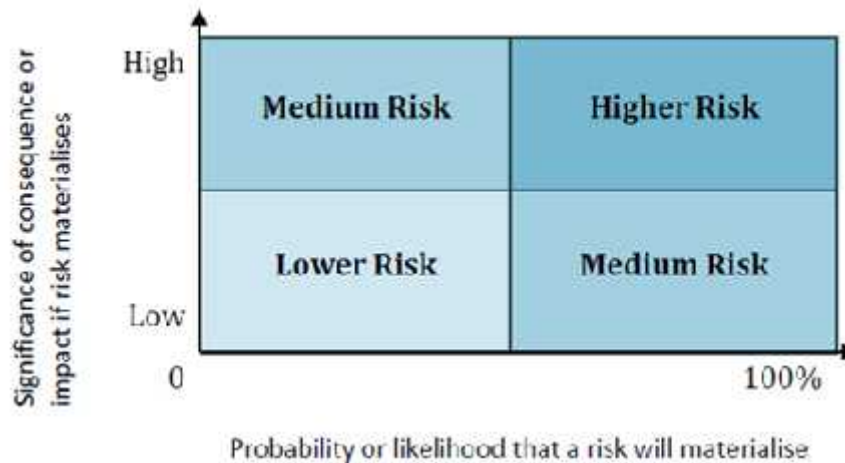 Significance of consequence or
impact if risk materialises
High
Medium Risk
Higher Risk
Lower Risk
Medium Risk
Low
0
100%
Probability or likelihood that a risk will materialise